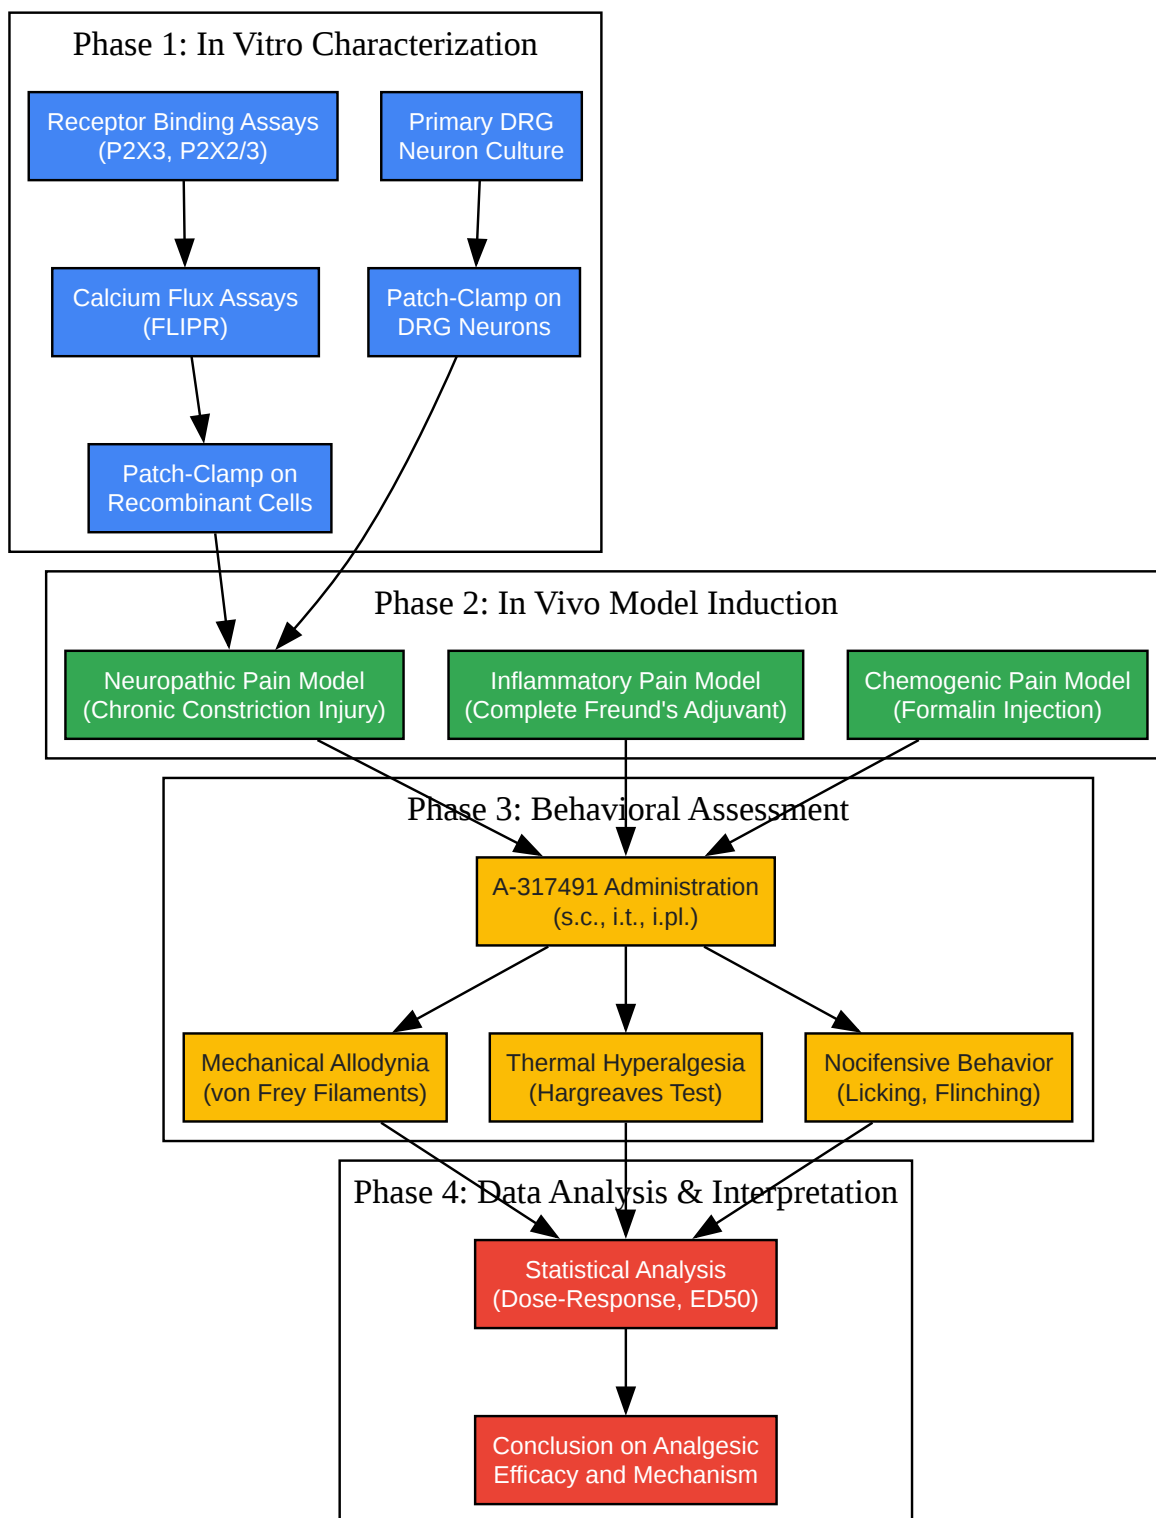 Phase 1: In Vitro Characterization
Receptor Binding Assays
(P2X3, P2X2/3)
Primary DRG
Neuron Culture
Calcium Flux Assays
(FLIPR)
Patch-Clamp on
DRG Neurons
Patch-Clamp on
Recombinant Cells
Phase 2: In Vivo Model Induction
Neuropathic Pain Model
(Chronic Constriction Injury)
Inflammatory Pain Model
(Complete Freund's Adjuvant)
Chemogenic Pain Model
(Formalin Injection)
Phase 3: Behavioral Assessment
A-317491 Administration
(s.c., i.t., i.pl.)
Mechanical Allodynia
(von Frey Filaments)
Thermal Hyperalgesia
(Hargreaves Test)
Nocifensive Behavior
(Licking, Flinching)
Phase 4: Data Analysis & Interpretation
Statistical Analysis
(Dose-Response, ED50)
Conclusion on Analgesic
Efficacy and Mechanism